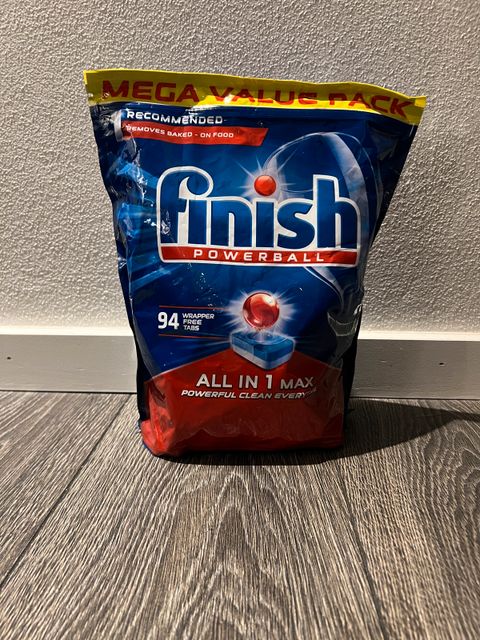 MEGA VALUE PACK
RECOMMENDED
REMOVES BAKED - ON FOOD
finish
POWERBALL
94 WRAPPER
FREE
TABS
ALL IN 1 MAX
POWERFUL CLEAN